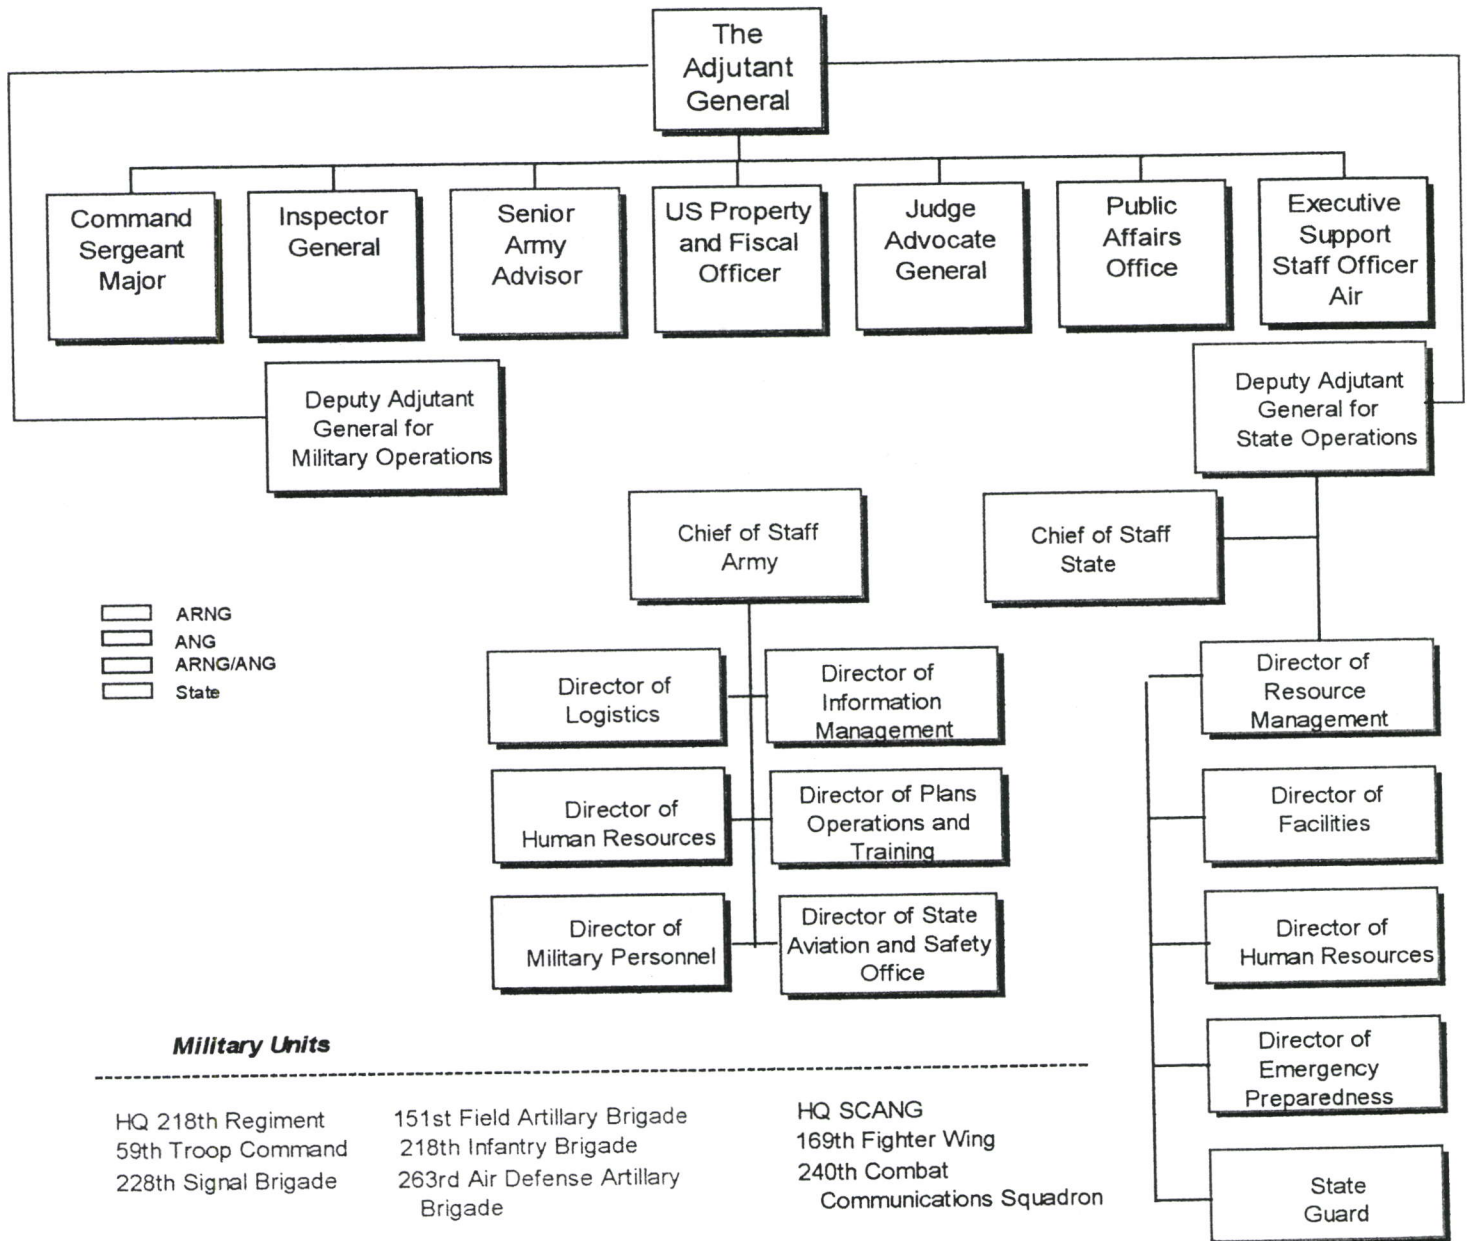 The
Adjutant
General
Command
Sergeant
Major
Inspector
General
Senior
Army
Advisor
US Property
and Fiscal
Officer
Judge
Advocate
General
Public
Affairs
Office
Executive
Support
Staff Officer
Air
Deputy Adjutant
General for
Military Operations
Deputy Adjutant
General for
State Operations
Chief of Staff
Army
Chief of Staff
State
ARNG
ANG
ARNG/ANG
State
Director of
Logistics
Director of
Information
Management
Director of
Human Resources
Director of Plans
Operations and
Training
Director of
Military Personnel
Director of State
Aviation and Safety
Office
Director of
Resource
Management
Director of
Facilities
Director of
Human Resources
Director of
Emergency
Preparedness
State
Guard
Military Units
HQ 218th Regiment
59th Troop Command
228th Signal Brigade
151st Field Artillery Brigade
218th Infantry Brigade
263rd Air Defense Artillery
Brigade
HQ SCANG
169th Fighter Wing
240th Combat
Communications Squadron